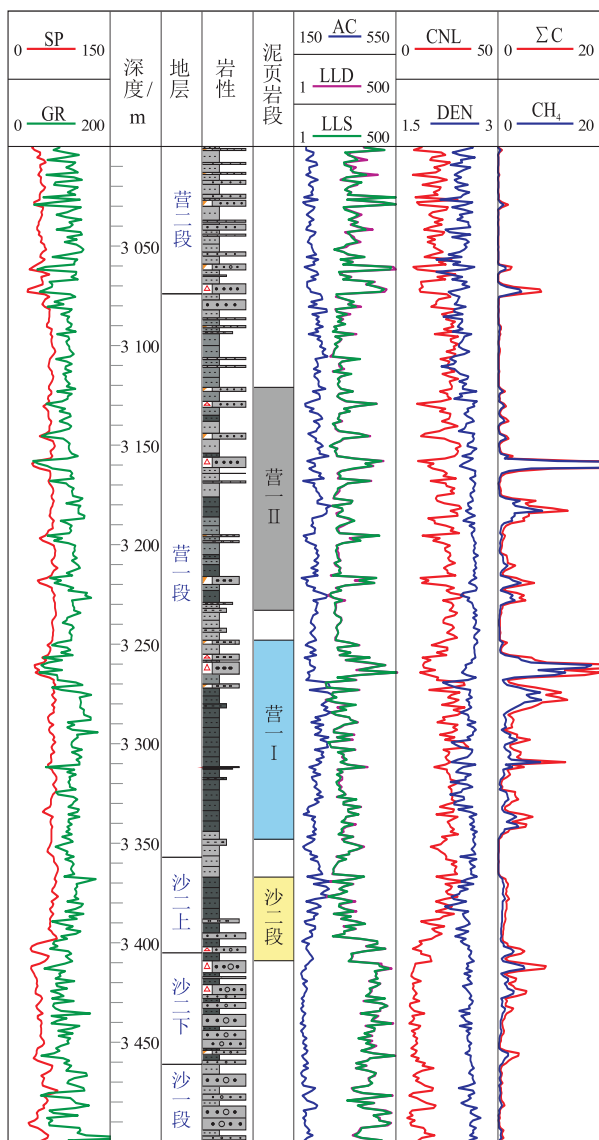 SP
0 150
GR
0 200
深度/m
地层
岩性
泥页岩段
AC
150 550
LLD
1 500
LLS
1 500
CNL
0 50
DEN
1.5 3
ΣC
0 20
CH₄
0 20
营二段
3 050
3 100
3 150
营一Ⅱ
3 200
营一段
3 250
营一Ⅰ
3 300
3 350
沙二上
沙二段
3 400
沙二下
3 450
沙一段